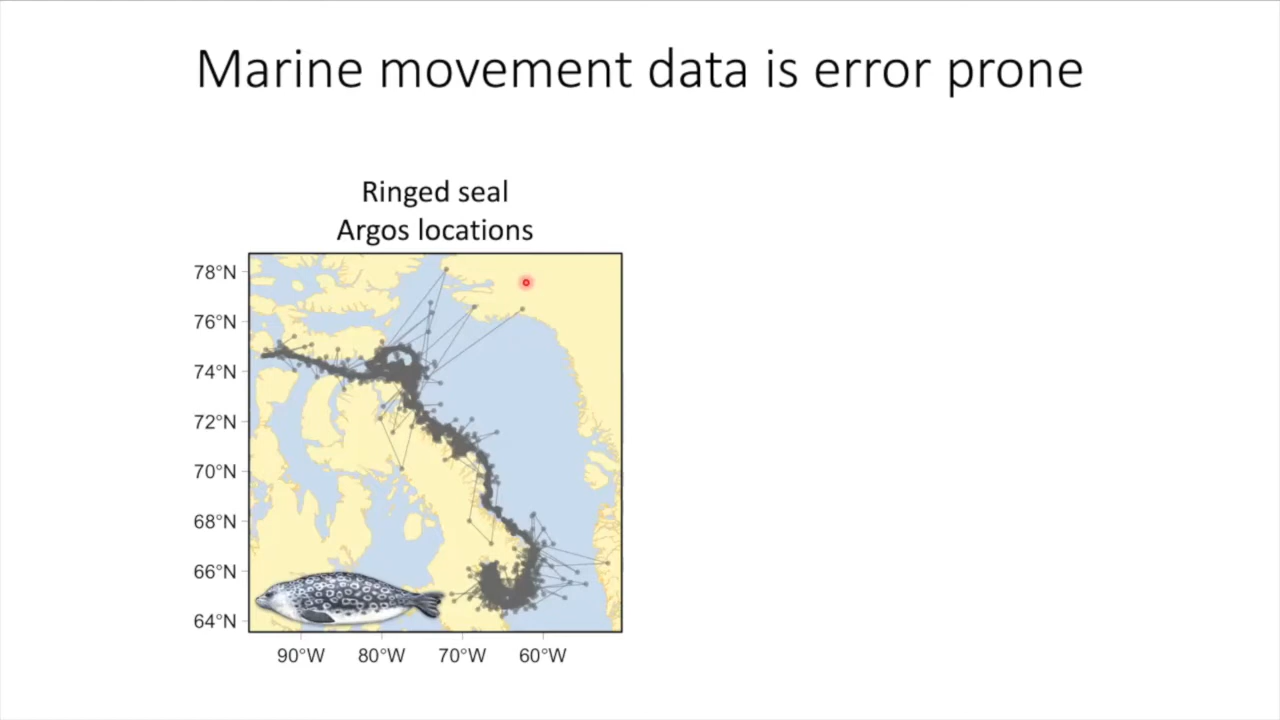 Marine movement data is error prone
Ringed seal
Argos locations
78°N
76°N
74°N
72°N
70°N
68°N
66°N
64°N
90°W 80°W 70°W 60°W